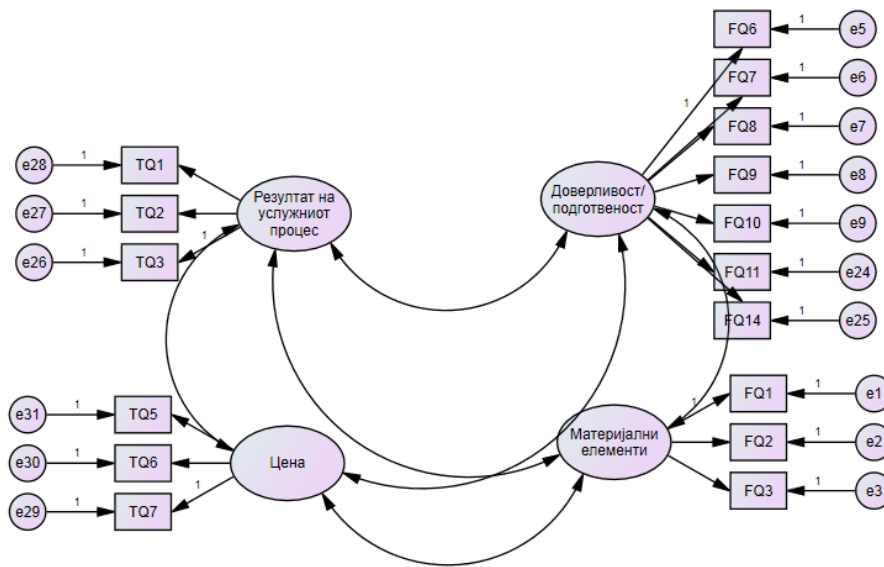 FQ6
1
e5
1
FQ7
1
e6
FQ8
1
e7
e28
1
TQ1
FQ9
1
e8
Резултат на
услужниот
процес
Доверливост/
подготвеност
e27
1
TQ2
FQ10
1
e9
1
e26
1
TQ3
FQ11
1
e24
FQ14
1
e25
1
FQ1
1
e1
e31
1
TQ5
Материјални
елементи
FQ2
1
e2
e30
1
TQ6
Цена
FQ3
1
e3
1
e29
1
TQ7